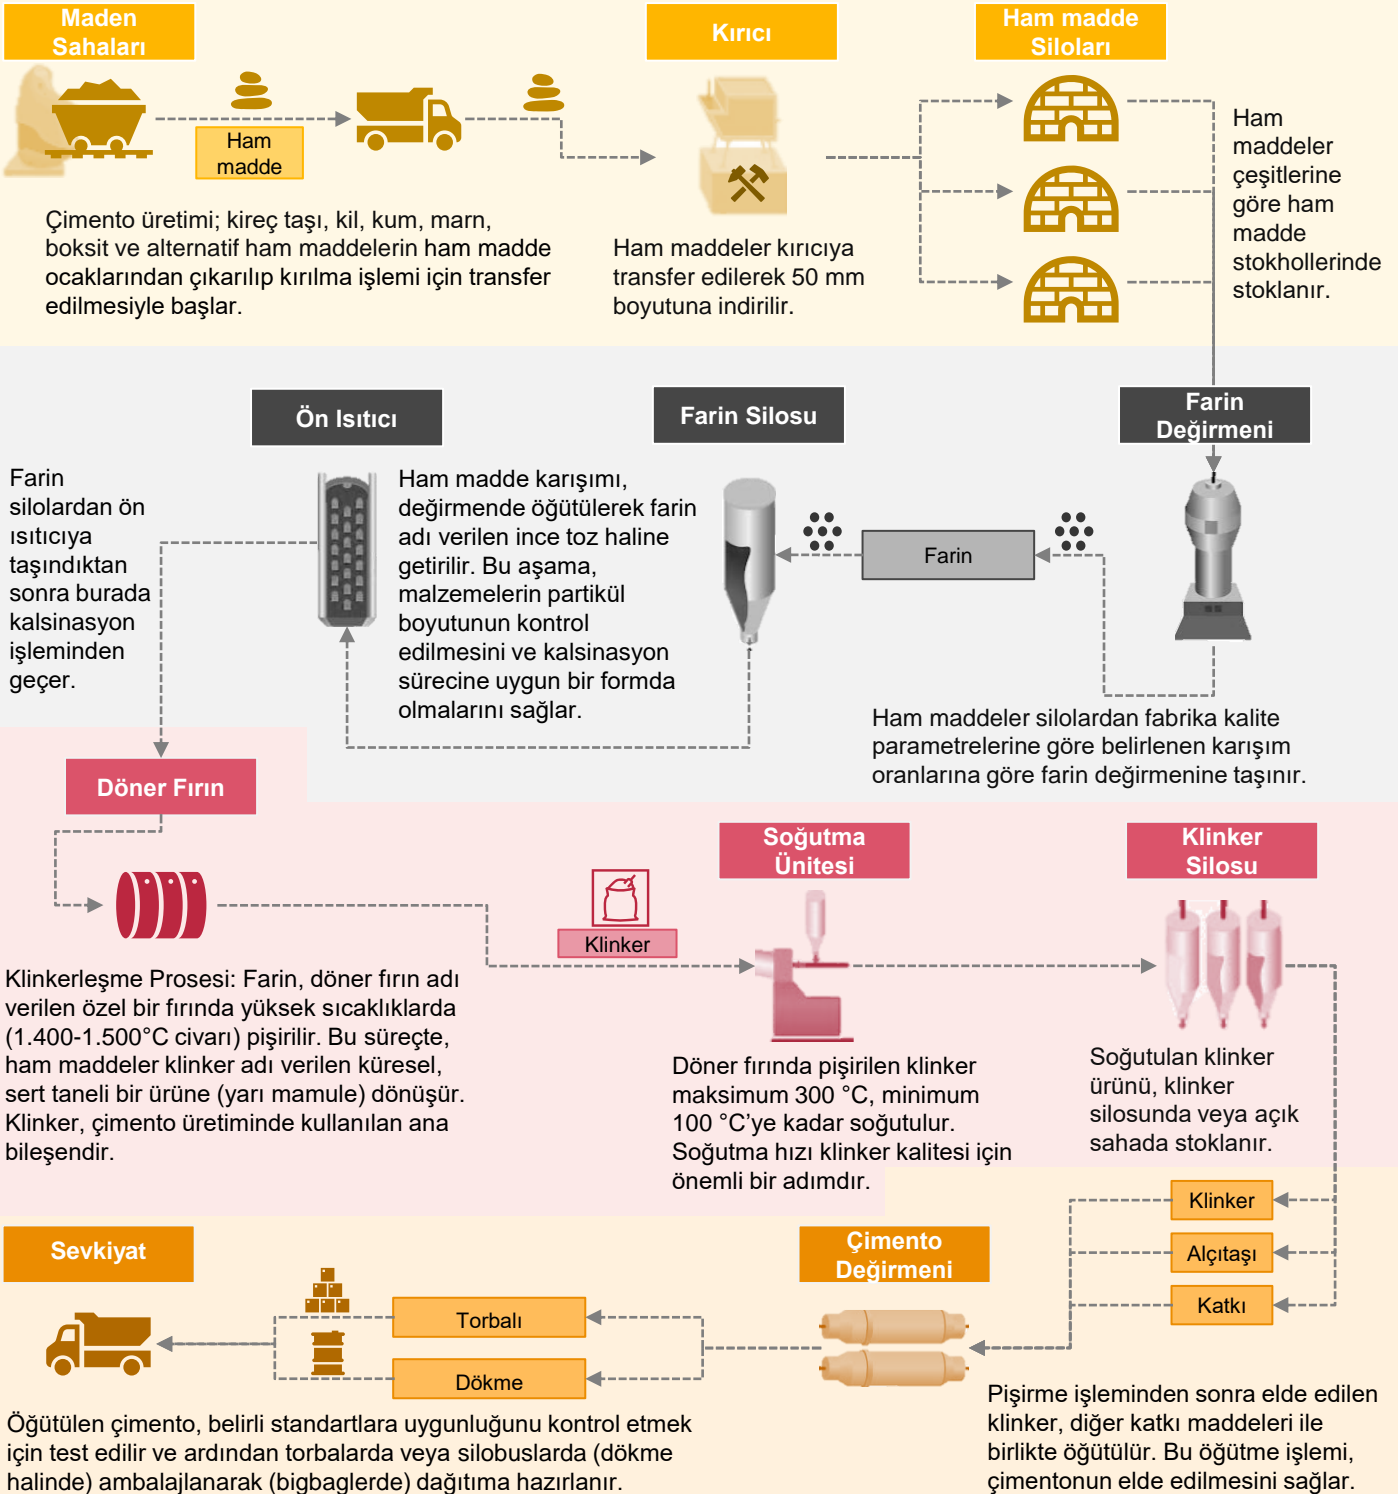 Maden
Sahaları
Kırıcı
Ham madde
Siloları
Ham
madde
Çimento üretimi; kireç taşı, kil, kum, marn,
boksit ve alternatif ham maddelerin ham madde
ocaklarından çıkarılıp kırılma işlemi için transfer
edilmesiyle başlar.
Ham maddeler kırıcıya
transfer edilerek 50 mm
boyutuna indirilir.
Ham
maddeler
çeşitlerine
göre ham
madde
stokhollerinde
stoklanır.
Ön Isıtıcı
Farin Silosu
Farin
Değirmeni
Farin
silolardan ön
ısıtıcıya
taşındıktan
sonra burada
kalsinasyon
işleminden
geçer.
Ham madde karışımı,
değirmende öğütülerek farin
adı verilen ince toz haline
getirilir. Bu aşama,
malzemelerin partikül
boyutunun kontrol
edilmesini ve kalsinasyon
sürecine uygun bir formda
olmalarını sağlar.
Farin
Ham maddeler silolardan fabrika kalite
parametrelerine göre belirlenen karışım
oranlarına göre farin değirmenine taşınır.
Döner Fırın
Soğutma
Ünitesi
Klinker
Silosu
Klinker
Klinkerleşme Prosesi: Farin, döner fırın adı
verilen özel bir fırında yüksek sıcaklıklarda
(1.400-1.500°C civarı) pişirilir. Bu süreçte,
ham maddeler klinker adı verilen küresel,
sert taneli bir ürüne (yarı mamule) dönüşür.
Klinker, çimento üretiminde kullanılan ana
bileşendir.
Döner fırında pişirilen klinker
maksimum 300 °C, minimum
100 °C’ye kadar soğutulur.
Soğutma hızı klinker kalitesi için
önemli bir adımdır.
Soğutulan klinker
ürünü, klinker
silosunda veya açık
sahada stoklanır.
Klinker
Alçıtaşı
Katkı
Sevkiyat
Çimento
Değirmeni
Torbalı
Dökme
Öğütülen çimento, belirli standartlara uygunluğunu kontrol etmek
için test edilir ve ardından torbalarda veya silobuslarda (dökme
halinde) ambalajlanarak (bigbaglerde) dağıtıma hazırlanır.
Pişirme işleminden sonra elde edilen
klinker, diğer katkı maddeleri ile
birlikte öğütülür. Bu öğütme işlemi,
çimentonun elde edilmesini sağlar.